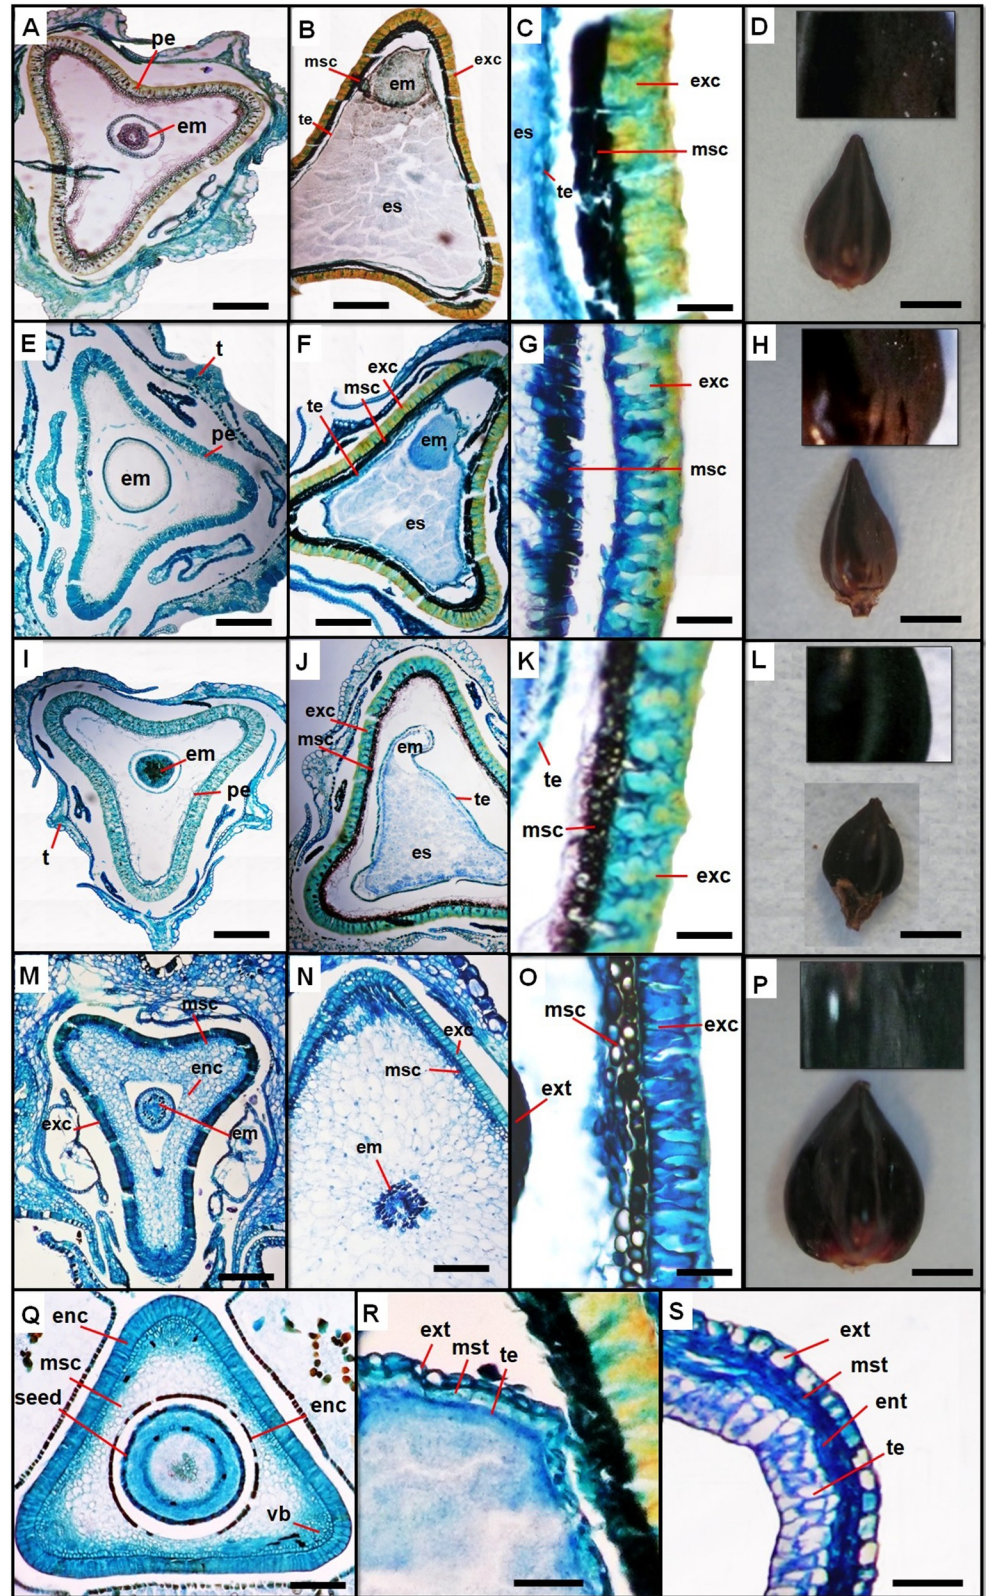 A
pe
em
B
msc
exc
em
te
es
C
exc
es
msc
te
D
E
t
pe
em
F
exc
msc
te
em
es
G
exc
msc
H
I
em
pe
t
J
exc
msc
em
te
es
K
te
msc
exc
L
M
msc
enc
exc
em
N
exc
msc
em
O
msc
exc
ext
P
Q
enc
msc
seed
enc
vb
R
ext
mst
te
S
ext
mst
ent
te